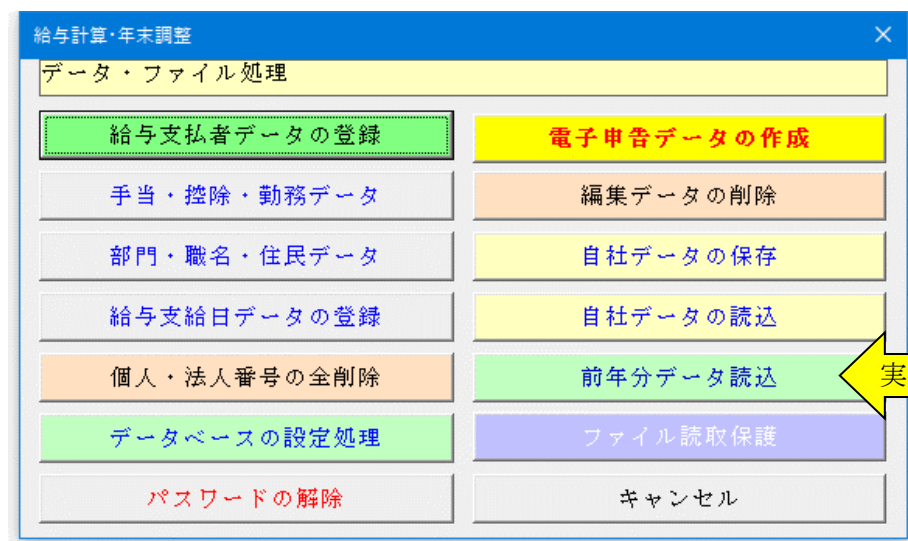 給与計算・年末調整
データ・ファイル処理
給与支払者データの登録
電子申告データの作成
手当・控除・勤務データ
編集データの削除
部門・職名・住民データ
自社データの保存
給与支給日データの登録
自社データの読込
個人・法人番号の全削除
前年分データ読込
実
データベースの設定処理
ファイル読取保護
パスワードの解除
キャンセル